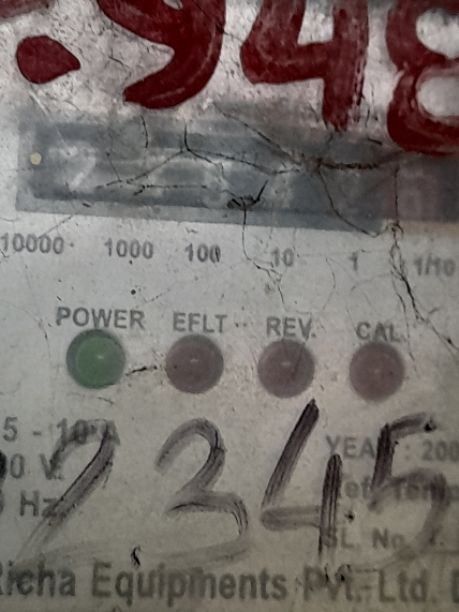 .948
10000 1000 100 10 1 1/10
POWER EFLT REV. CAL
5 - 10 A
YEAR : 200
0 V
Hz
2345
SL. No.
Richa Equipments Pvt. Ltd.